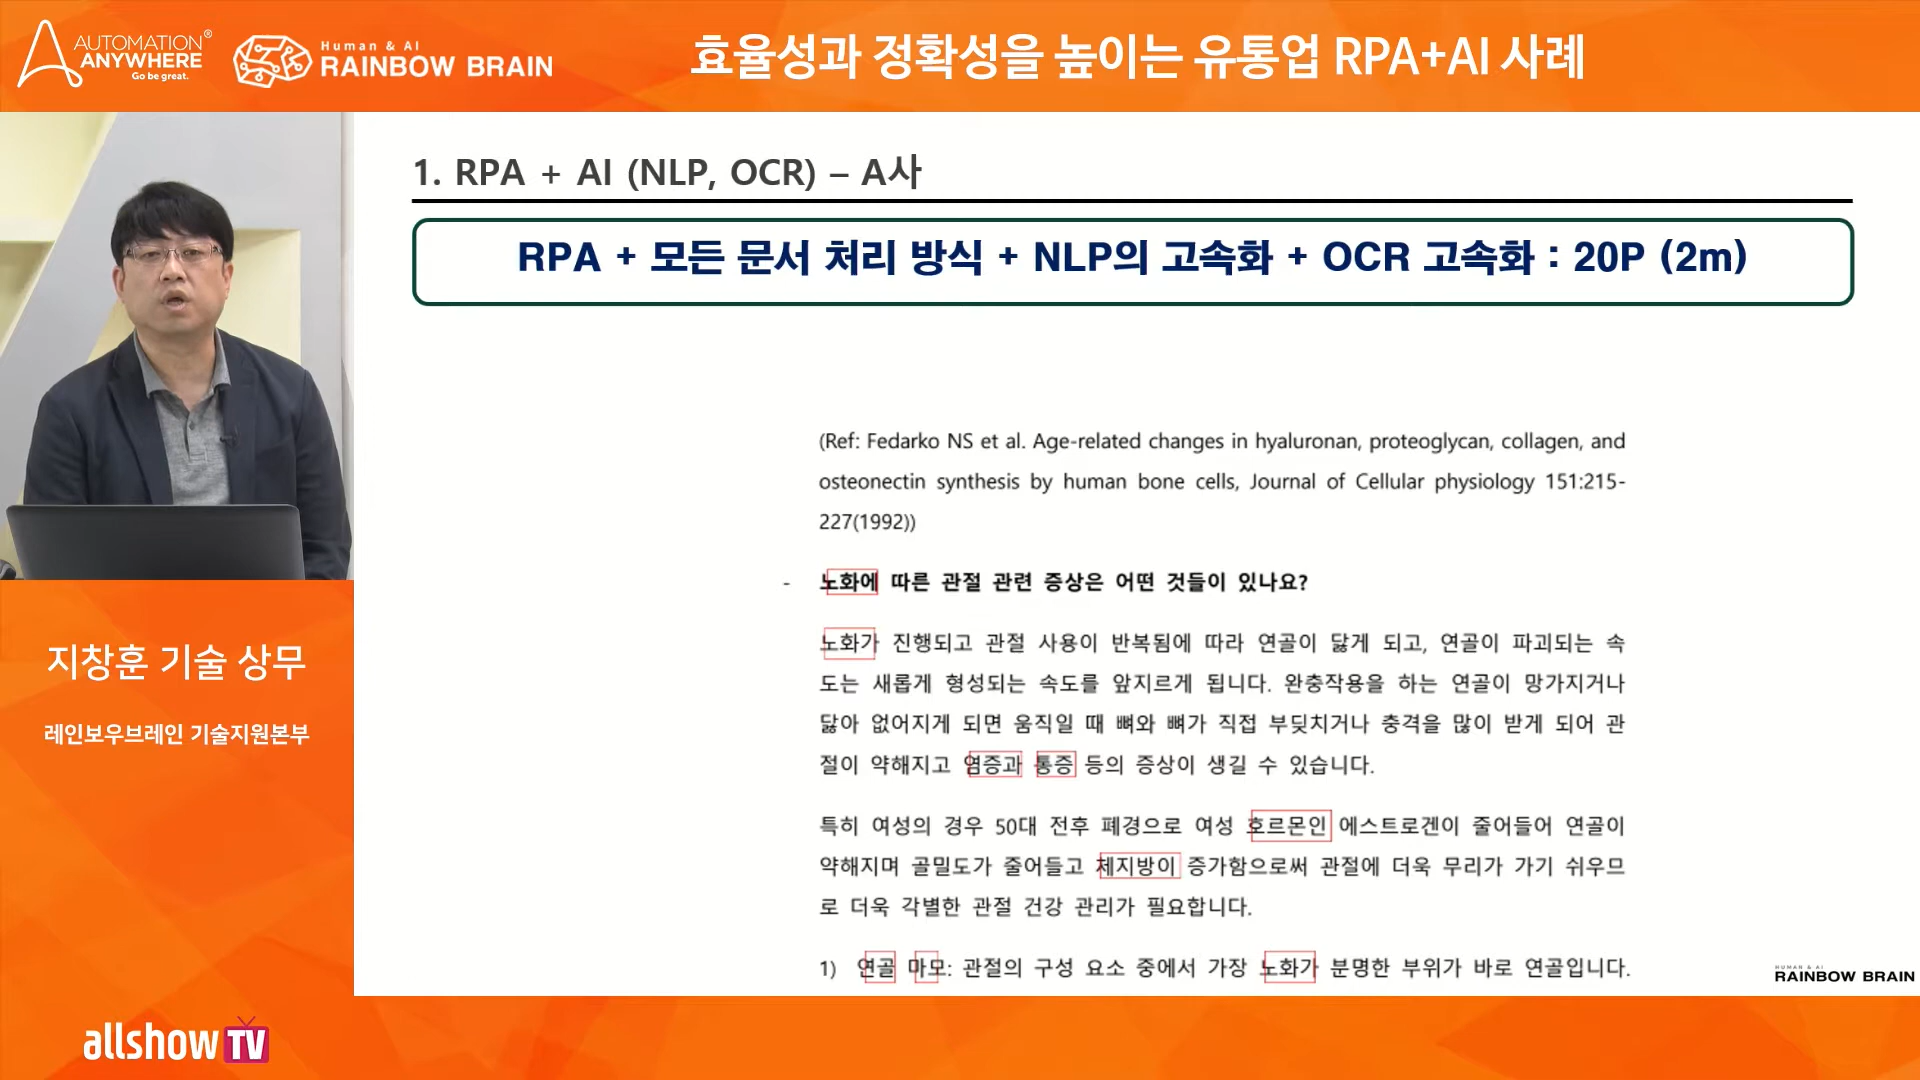 AUTOMATION
ANYWHERE
Go be great.
Human & AI
RAINBOW BRAIN
효율성과 정확성을 높이는 유통업 RPA+AI 사례
1. RPA + AI (NLP, OCR) – A사
RPA + 모든 문서 처리 방식 + NLP의 고속화 + OCR 고속화 : 20P (2m)
(Ref: Fedarko NS et al. Age-related changes in hyaluronan, proteoglycan, collagen, and
osteonectin synthesis by human bone cells, Journal of Cellular physiology 151:215-
227(1992))
- 노화에 따른 관절 관련 증상은 어떤 것들이 있나요?
노화가 진행되고 관절 사용이 반복됨에 따라 연골이 닳게 되고, 연골이 파괴되는 속
도는 새롭게 형성되는 속도를 앞지르게 됩니다. 완충작용을 하는 연골이 망가지거나
닳아 없어지게 되면 움직일 때 뼈와 뼈가 직접 부딪치거나 충격을 많이 받게 되어 관
절이 약해지고 염증과 통증 등의 증상이 생길 수 있습니다.
특히 여성의 경우 50대 전후 폐경으로 여성 호르몬인 에스트로겐이 줄어들어 연골이
약해지며 골밀도가 줄어들고 체지방이 증가함으로써 관절에 더욱 무리가 가기 쉬우므
로 더욱 각별한 관절 건강 관리가 필요합니다.
1) 연골 마모: 관절의 구성 요소 중에서 가장 노화가 분명한 부위가 바로 연골입니다.
HUMAN & AI
RAINBOW BRAIN
지창훈 기술 상무
레인보우브레인 기술지원본부
allshow TV